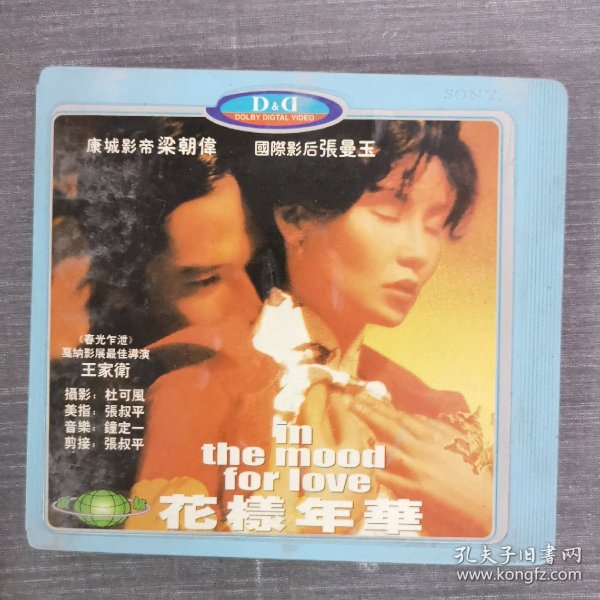 SONY
D&D
DOLBY DIGTAL VIDEO
康城影帝梁朝偉 國際影后張曼玉
《春光乍泄》
戛納影展最佳導演
王家衛
攝影：杜可風
美指：張叔平
音樂：鐘定一
剪接：張叔平
in
the mood
for love
花樣年華
孔夫子旧书网
www.kongfz.com